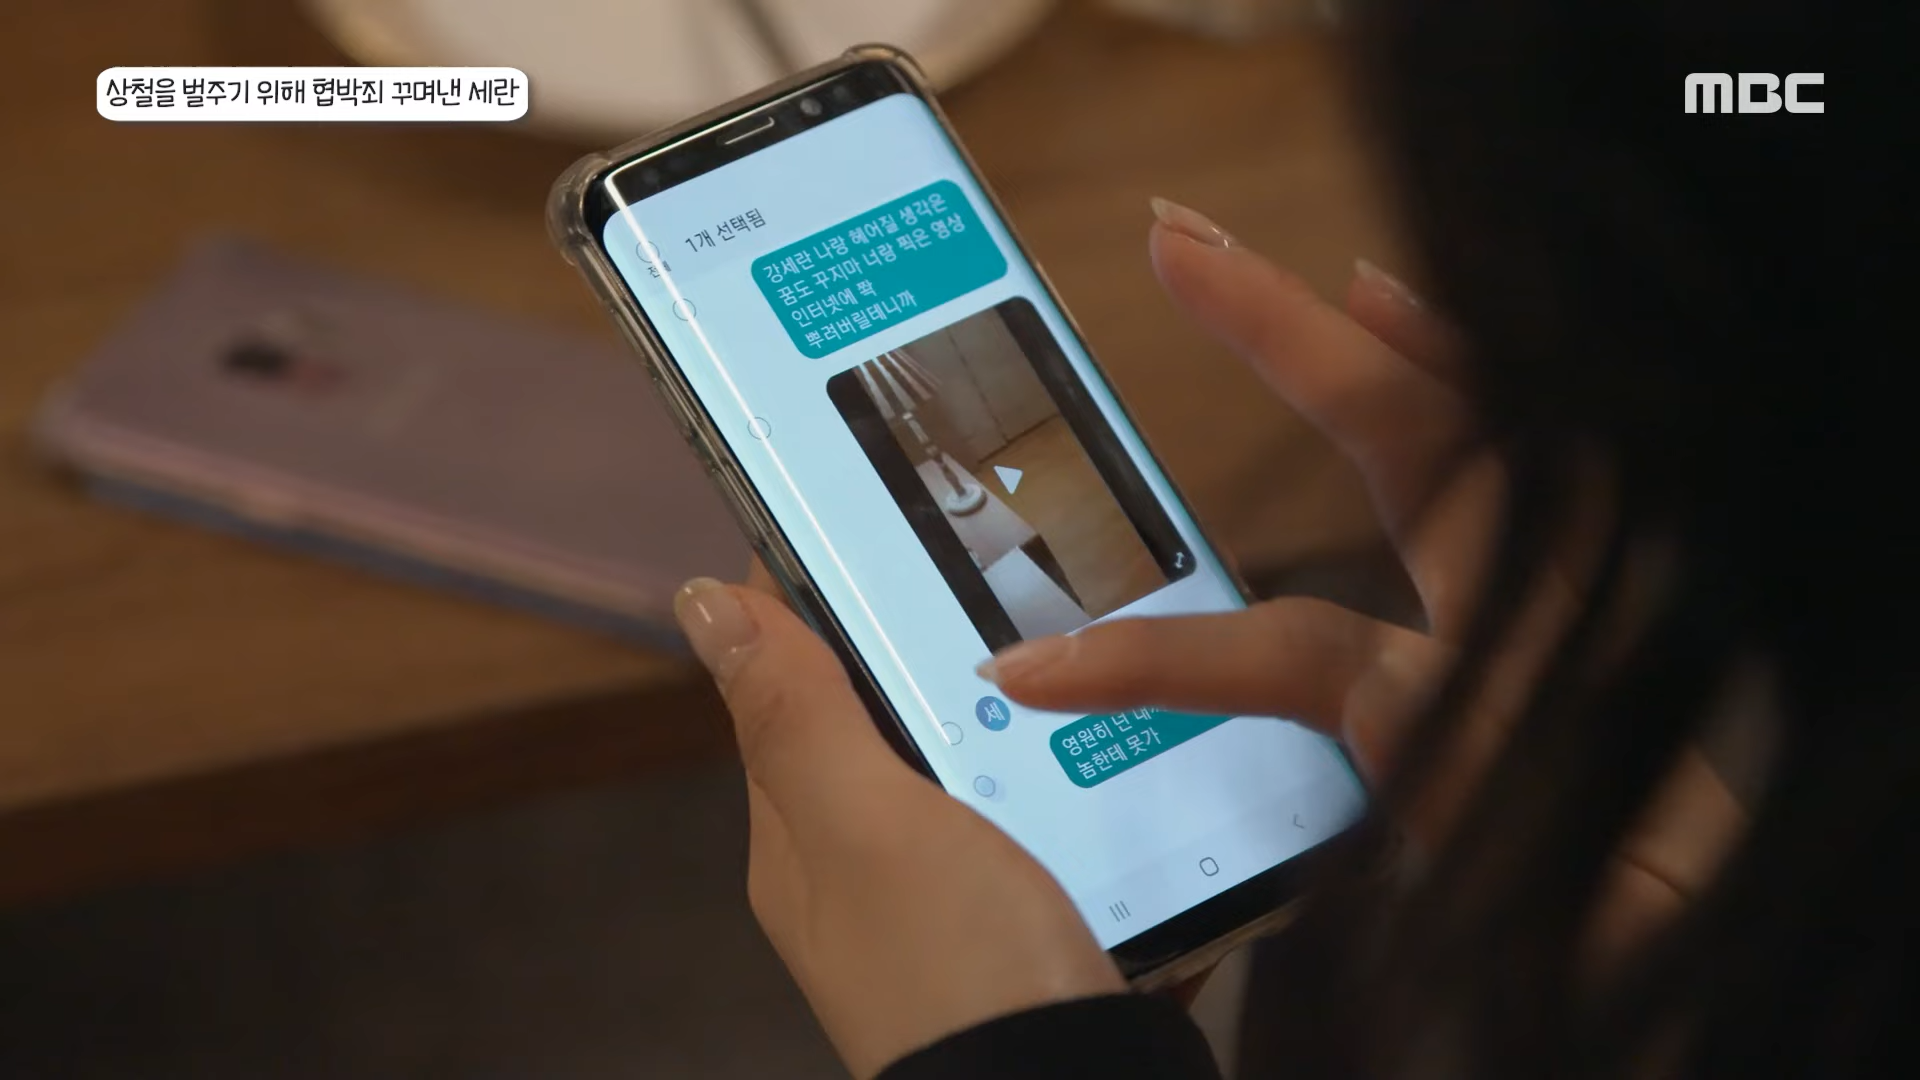 상철을 벌주기 위해 협박죄 꾸며낸 세란
MBC
1개 선택됨
전체
강세란 나랑 헤어질 생각은
꿈도 꾸지마 너랑 찍은 영상
인터넷에 쫙
뿌려버릴테니까
세
영원히 넌
놈한테 못가